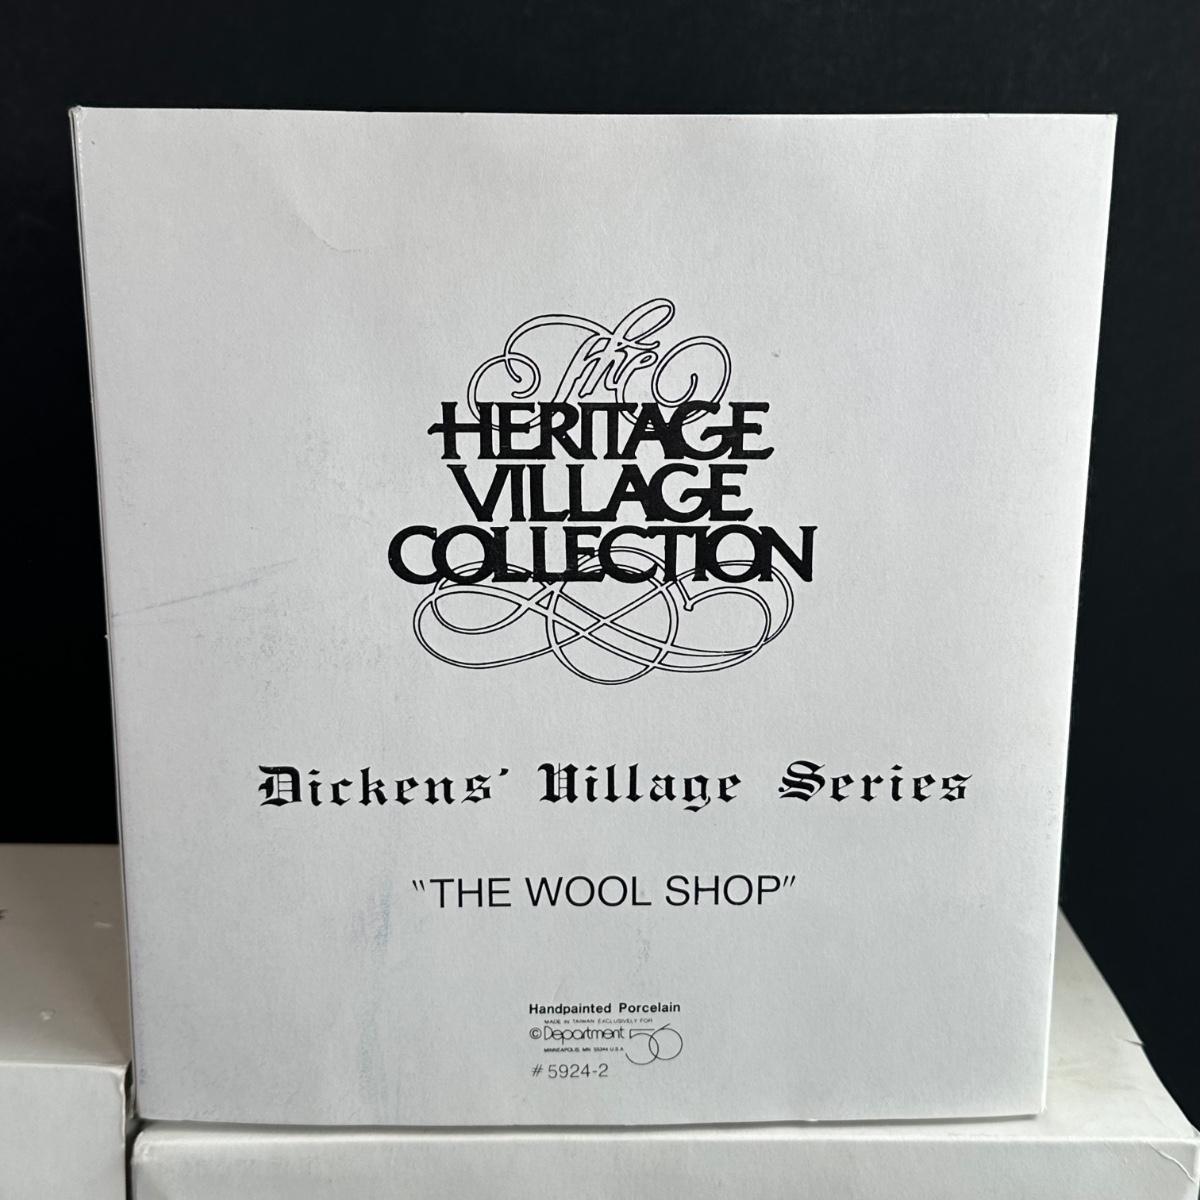 The
HERITAGE
VILLAGE
COLLECTION
Dickens' Village Series
"THE WOOL SHOP"
Handpainted Porcelain
MADE IN TAIWAN EXCLUSIVELY FOR
© Department 56
MINNEAPOLIS, MN 55344 U.S.A.
# 5924-2